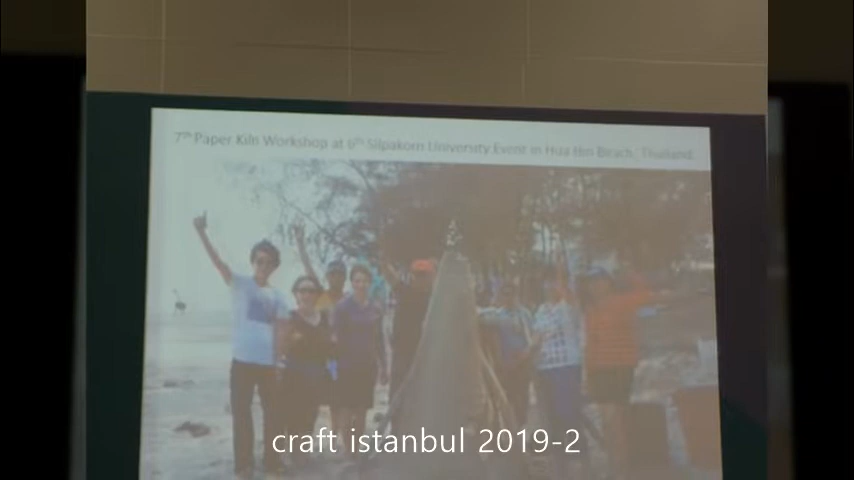 7th Paper Kiln Workshop at 6th Silpakorn University Event in Hua Hin Beach, Thailand
craft istanbul 2019-2